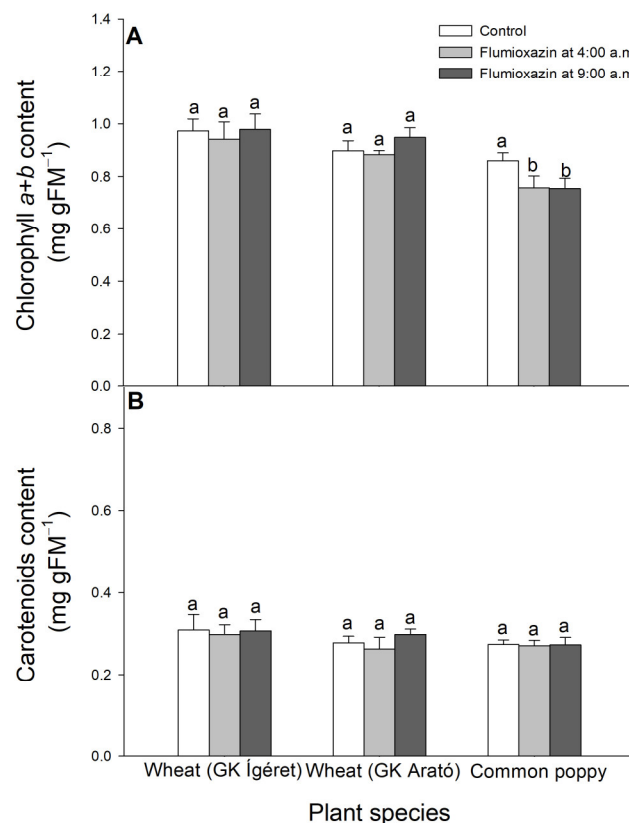 A
Control
Flumioxazin at 4:00 a.m
Flumioxazin at 9:00 a.m
Chlorophyll a+b content
(mg gFM⁻¹)
1.4
1.2
1.0
0.8
0.6
0.4
0.2
0.0
a a a
a a a
a b b
B
Carotenoids content
(mg gFM⁻¹)
0.8
0.6
0.4
0.2
0.0
a a a
a a a
a a a
Wheat (GK Ígéret) Wheat (GK Arató) Common poppy
Plant species